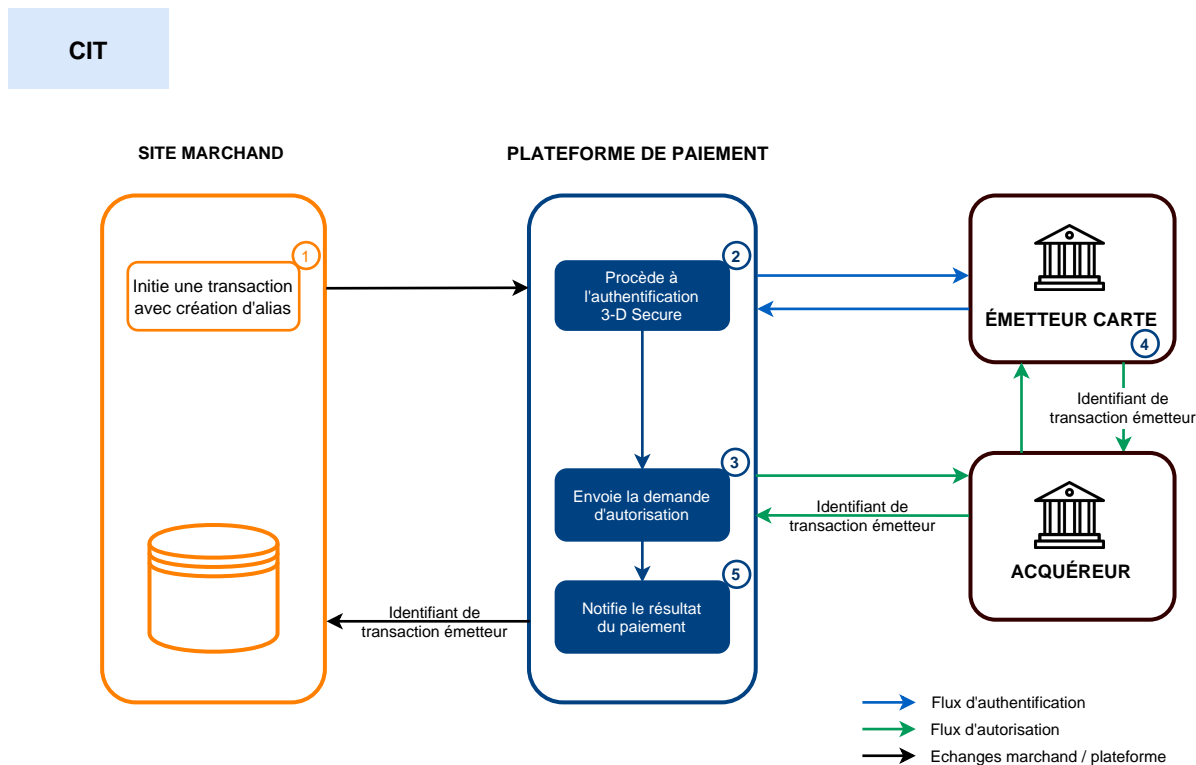 CIT
SITE MARCHAND
PLATEFORME DE PAIEMENT
1
Initie une transaction
avec création d'alias
2
Procède à
l'authentification
3-D Secure
ÉMETTEUR CARTE
4
Identifiant de
transaction émetteur
3
Envoie la demande
d'autorisation
Identifiant de
transaction émetteur
ACQUÉREUR
5
Notifie le résultat
du paiement
Identifiant de
transaction émetteur
Flux d'authentification
Flux d'autorisation
Echanges marchand / plateforme